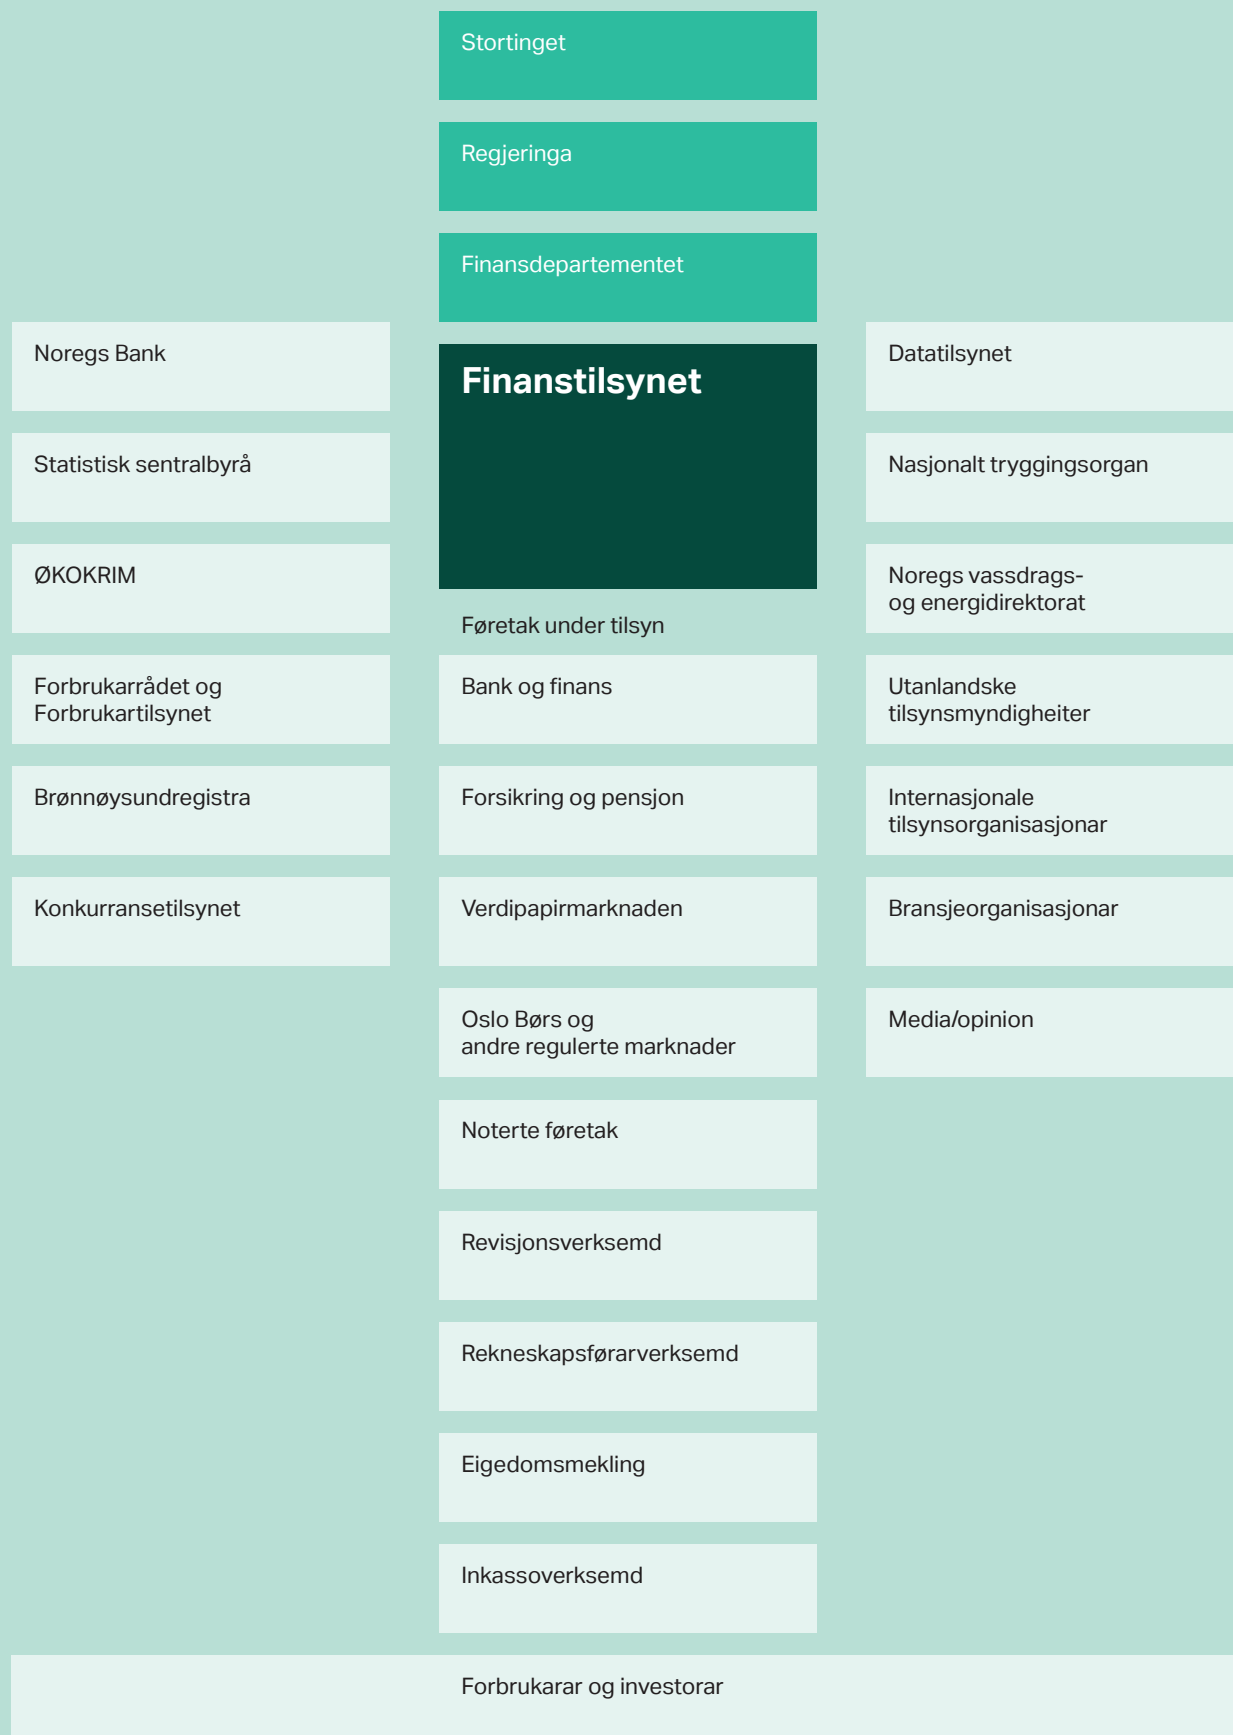 Stortinget
Regjeringa
Finansdepartementet
Finanstilsynet
Noregs Bank
Statistisk sentralbyrå
ØKOKRIM
Forbrukarrådet og
Forbrukartilsynet
Brønnøysundregistra
Konkurransetilsynet
Føretak under tilsyn
Bank og finans
Forsikring og pensjon
Verdipapirmarknaden
Oslo Børs og
andre regulerte marknader
Noterte føretak
Revisjonsverksemd
Rekneskapsførarverksemd
Eigedomsmekling
Inkassoverksemd
Datatilsynet
Nasjonalt tryggingsorgan
Noregs vassdrags-
og energidirektorat
Utanlandske
tilsynsmyndigheiter
Internasjonale
tilsynsorganisasjonar
Bransjeorganisasjonar
Media/opinion
Forbrukarar og investorar